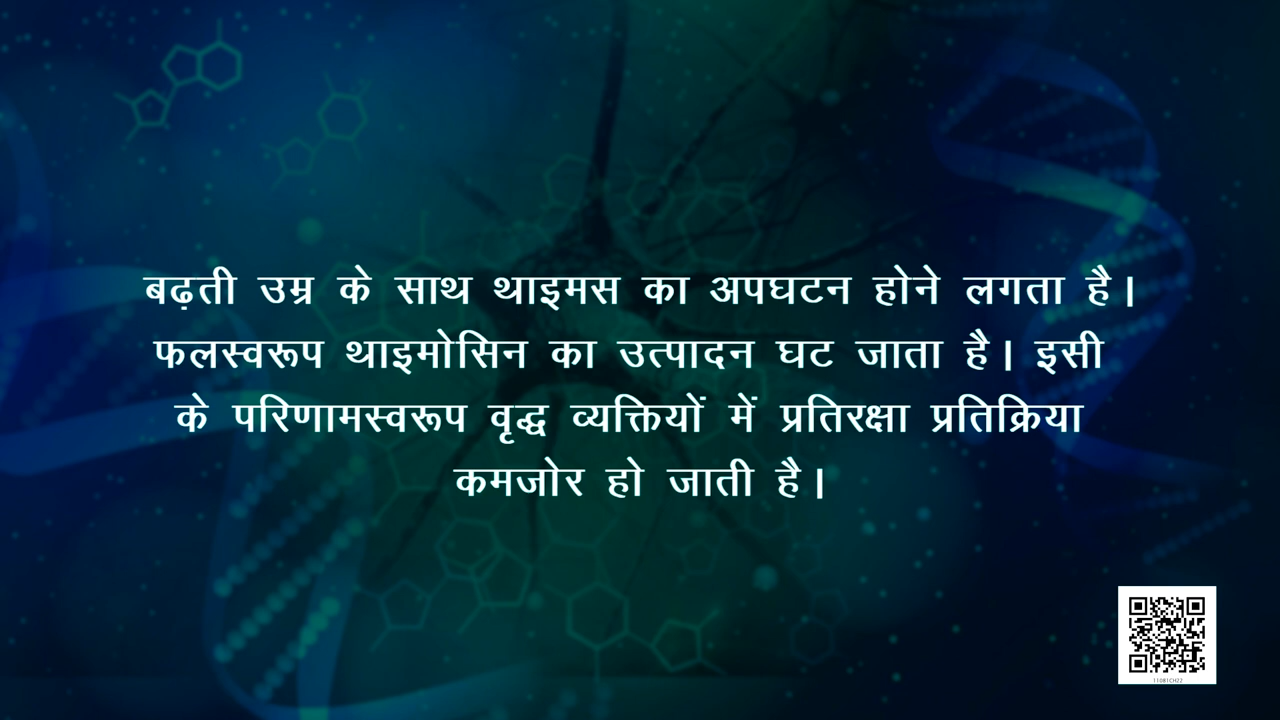 बढ़ती उम्र के साथ थाइमस का अपघटन होने लगता है।
फलस्वरूप थाइमोसिन का उत्पादन घट जाता है। इसी
के परिणामस्वरूप वृद्ध व्यक्तियों में प्रतिरक्षा प्रतिक्रिया
कमजोर हो जाती है।
11081CH22